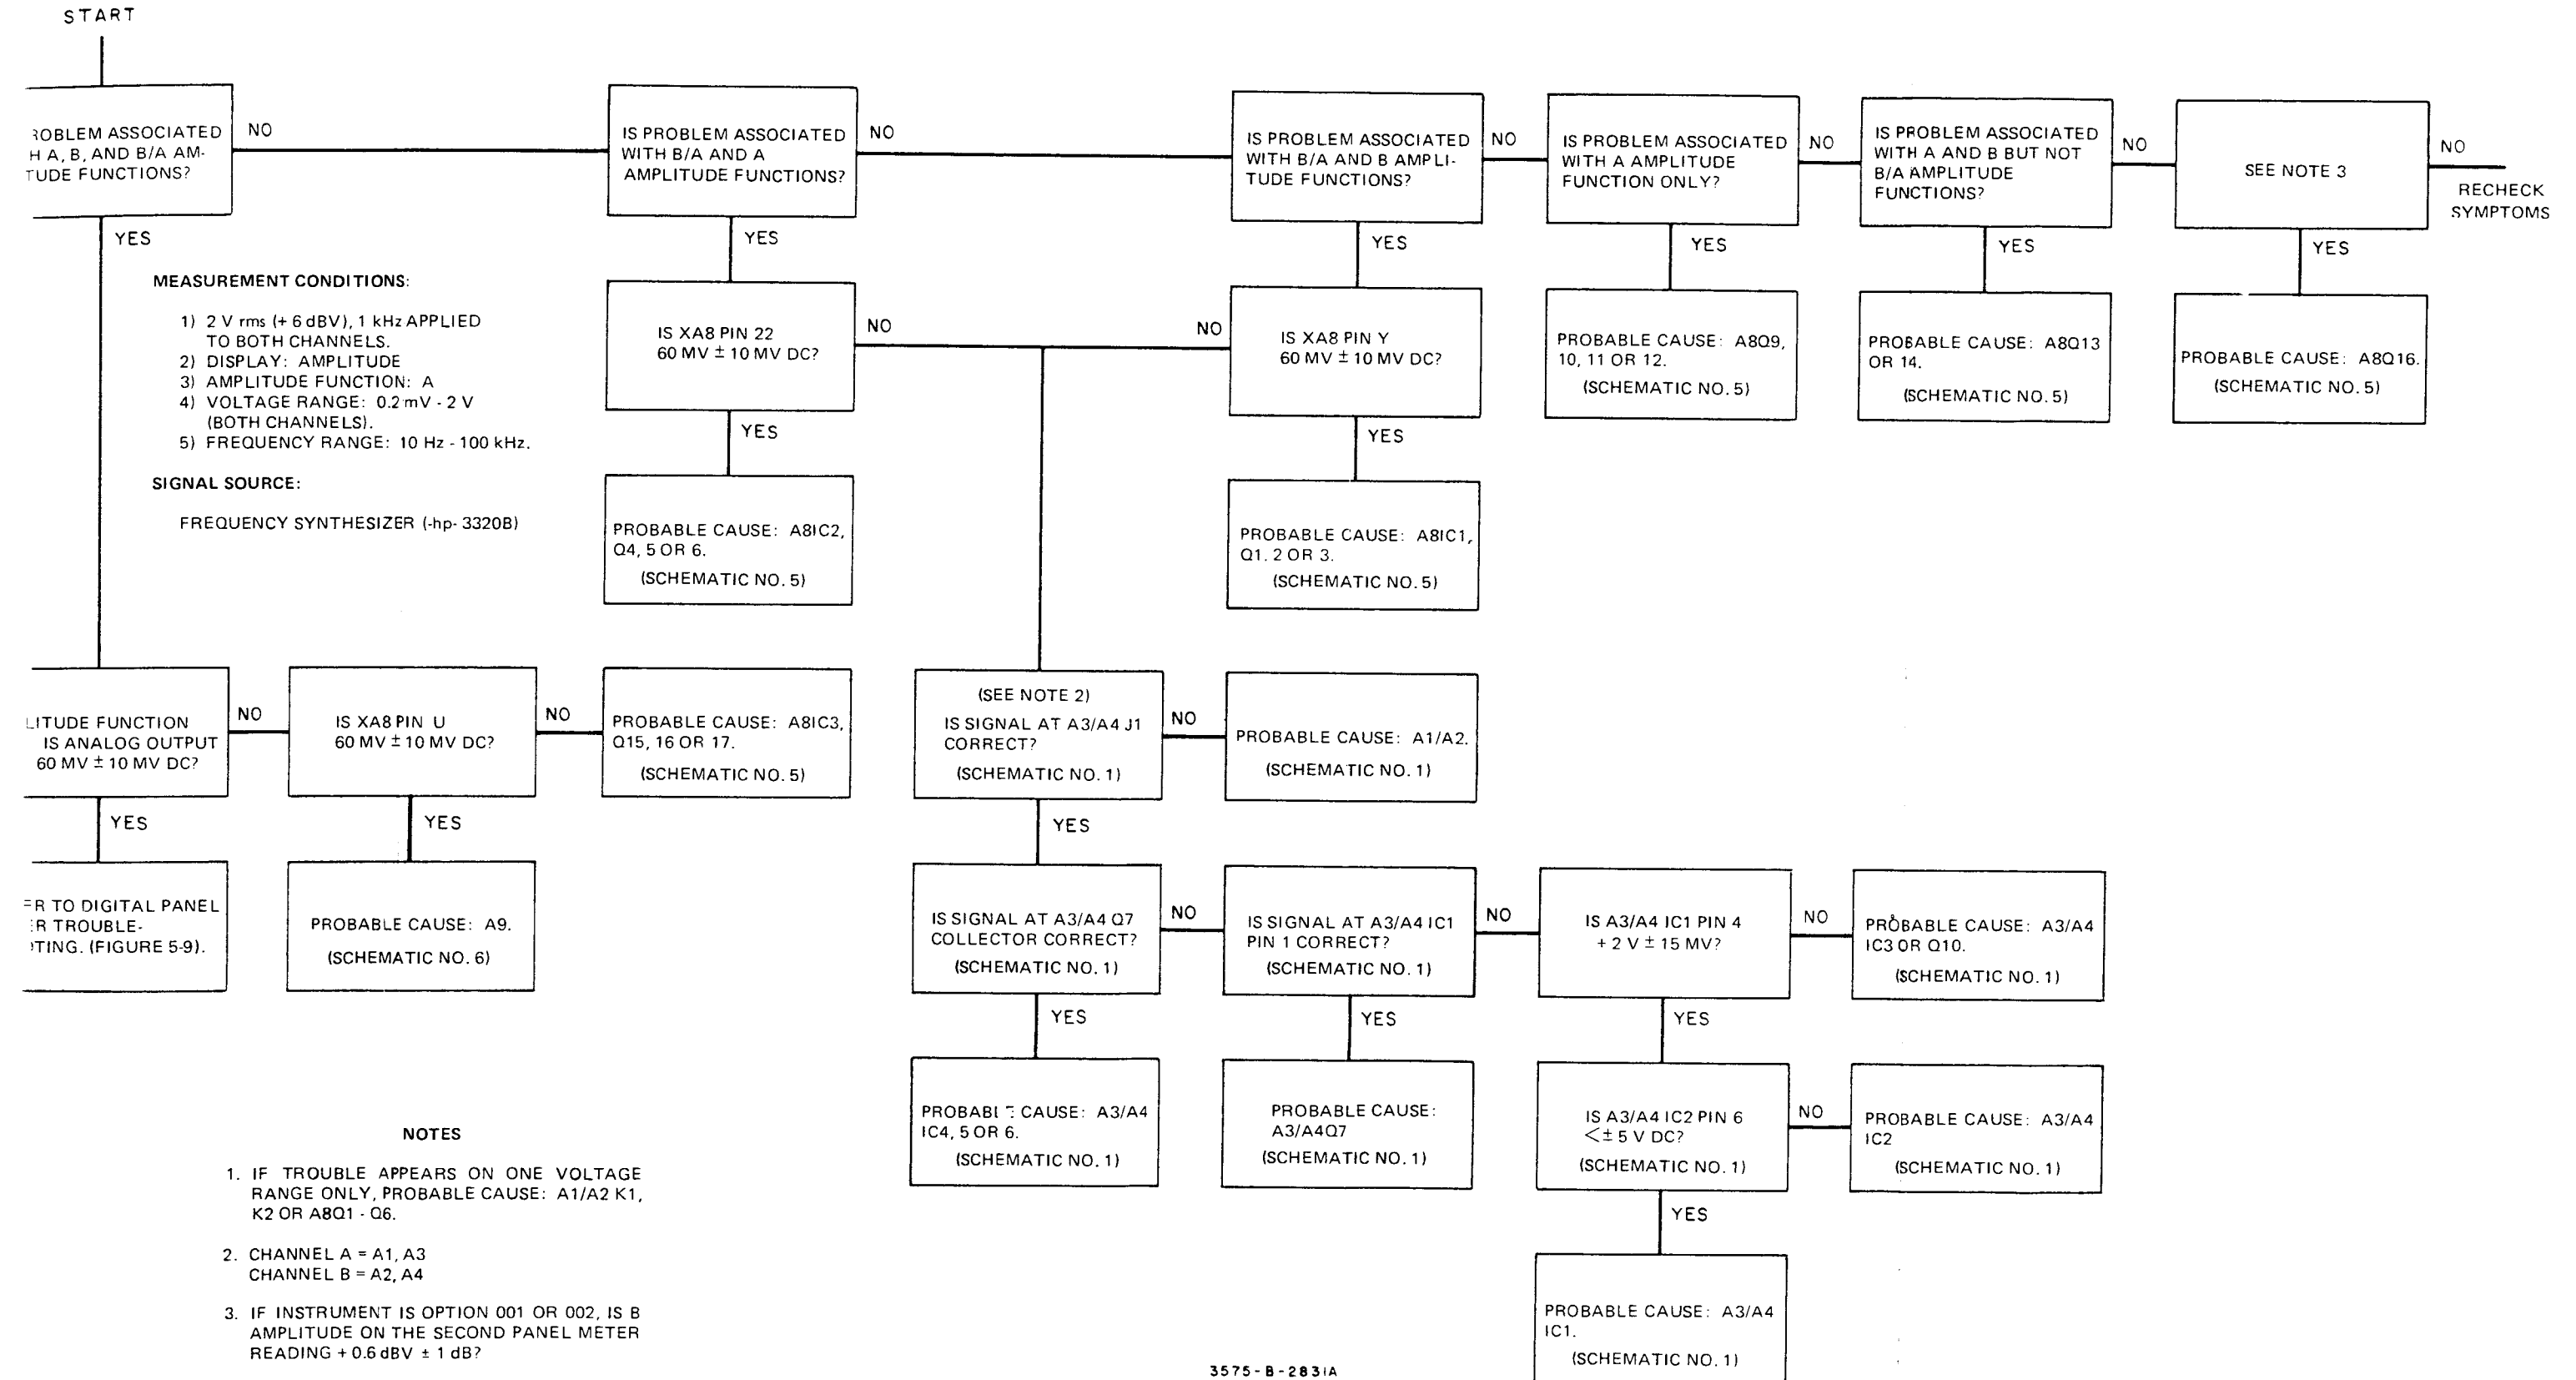 START
ROBLEM ASSOCIATED
H A, B, AND B/A AM-
TUDE FUNCTIONS?
NO
IS PROBLEM ASSOCIATED
WITH B/A AND A
AMPLITUDE FUNCTIONS?
NO
IS PROBLEM ASSOCIATED
WITH B/A AND B AMPLI-
TUDE FUNCTIONS?
NO
IS PROBLEM ASSOCIATED
WITH A AMPLITUDE
FUNCTION ONLY?
NO
IS PROBLEM ASSOCIATED
WITH A AND B BUT NOT
B/A AMPLITUDE
FUNCTIONS?
NO
SEE NOTE 3
NO
RECHECK
SYMPTOMS
YES
YES
YES
YES
YES
YES
MEASUREMENT CONDITIONS:
1) 2 V rms (+ 6 dBV), 1 kHz APPLIED
TO BOTH CHANNELS.
2) DISPLAY: AMPLITUDE
3) AMPLITUDE FUNCTION: A
4) VOLTAGE RANGE: 0.2 mV - 2 V
(BOTH CHANNELS).
5) FREQUENCY RANGE: 10 Hz - 100 kHz.
SIGNAL SOURCE:
FREQUENCY SYNTHESIZER (-hp- 3320B)
IS XA8 PIN 22
60 MV ± 10 MV DC?
NO
NO
IS XA8 PIN Y
60 MV ± 10 MV DC?
PROBABLE CAUSE: A8Q9,
10, 11 OR 12.
(SCHEMATIC NO. 5)
PROBABLE CAUSE: A8Q13
OR 14.
(SCHEMATIC NO. 5)
PROBABLE CAUSE: A8Q16.
(SCHEMATIC NO. 5)
YES
YES
PROBABLE CAUSE: A8IC2,
Q4, 5 OR 6.
(SCHEMATIC NO. 5)
PROBABLE CAUSE: A8IC1,
Q1. 2 OR 3.
(SCHEMATIC NO. 5)
LITUDE FUNCTION
IS ANALOG OUTPUT
60 MV ± 10 MV DC?
NO
IS XA8 PIN U
60 MV ± 10 MV DC?
NO
PROBABLE CAUSE: A8IC3,
Q15, 16 OR 17.
(SCHEMATIC NO. 5)
(SEE NOTE 2)
IS SIGNAL AT A3/A4 J1
CORRECT?
(SCHEMATIC NO. 1)
NO
PROBABLE CAUSE: A1/A2.
(SCHEMATIC NO. 1)
YES
YES
YES
ER TO DIGITAL PANEL
ER TROUBLE-
TING. (FIGURE 5-9).
PROBABLE CAUSE: A9.
(SCHEMATIC NO. 6)
IS SIGNAL AT A3/A4 Q7
COLLECTOR CORRECT?
(SCHEMATIC NO. 1)
NO
IS SIGNAL AT A3/A4 IC1
PIN 1 CORRECT?
(SCHEMATIC NO. 1)
NO
IS A3/A4 IC1 PIN 4
+ 2 V ± 15 MV?
NO
PROBABLE CAUSE: A3/A4
IC3 OR Q10.
(SCHEMATIC NO. 1)
YES
YES
YES
PROBABLE CAUSE: A3/A4
IC4, 5 OR 6.
(SCHEMATIC NO. 1)
PROBABLE CAUSE:
A3/A4Q7
(SCHEMATIC NO. 1)
IS A3/A4 IC2 PIN 6
<± 5 V DC?
(SCHEMATIC NO. 1)
NO
PROBABLE CAUSE: A3/A4
IC2
(SCHEMATIC NO. 1)
YES
PROBABLE CAUSE: A3/A4
IC1.
(SCHEMATIC NO. 1)
NOTES
1. IF TROUBLE APPEARS ON ONE VOLTAGE
RANGE ONLY, PROBABLE CAUSE: A1/A2 K1,
K2 OR A8Q1 - Q6.
2. CHANNEL A = A1, A3
CHANNEL B = A2, A4
3. IF INSTRUMENT IS OPTION 001 OR 002, IS B
AMPLITUDE ON THE SECOND PANEL METER
READING + 0.6 dBV ± 1 dB?
3575-B-2831A